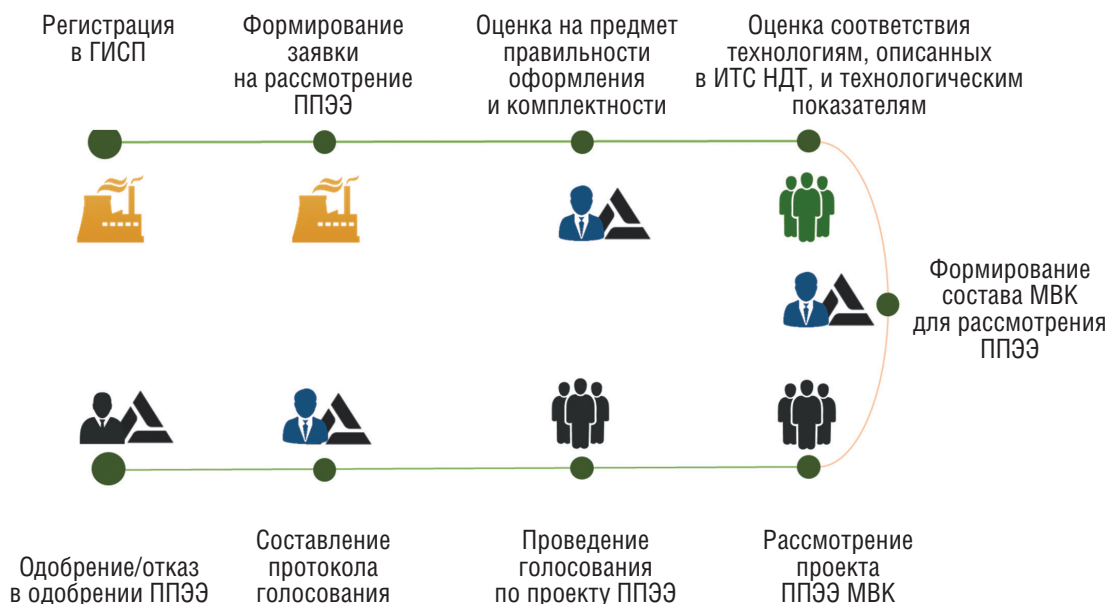 Регистрация
в ГИСП
Формирование
заявки
на рассмотрение
ППЭЭ
Оценка на предмет
правильности
оформления
и комплектности
Оценка соответствия
технологиям, описанных
в ИТС НДТ, и технологическим
показателям
Формирование
состава МВК
для рассмотрения
ППЭЭ
Рассмотрение
проекта
ППЭЭ МВК
Проведение
голосования
по проекту ППЭЭ
Составление
протокола
голосования
Одобрение/отказ
в одобрении ППЭЭ